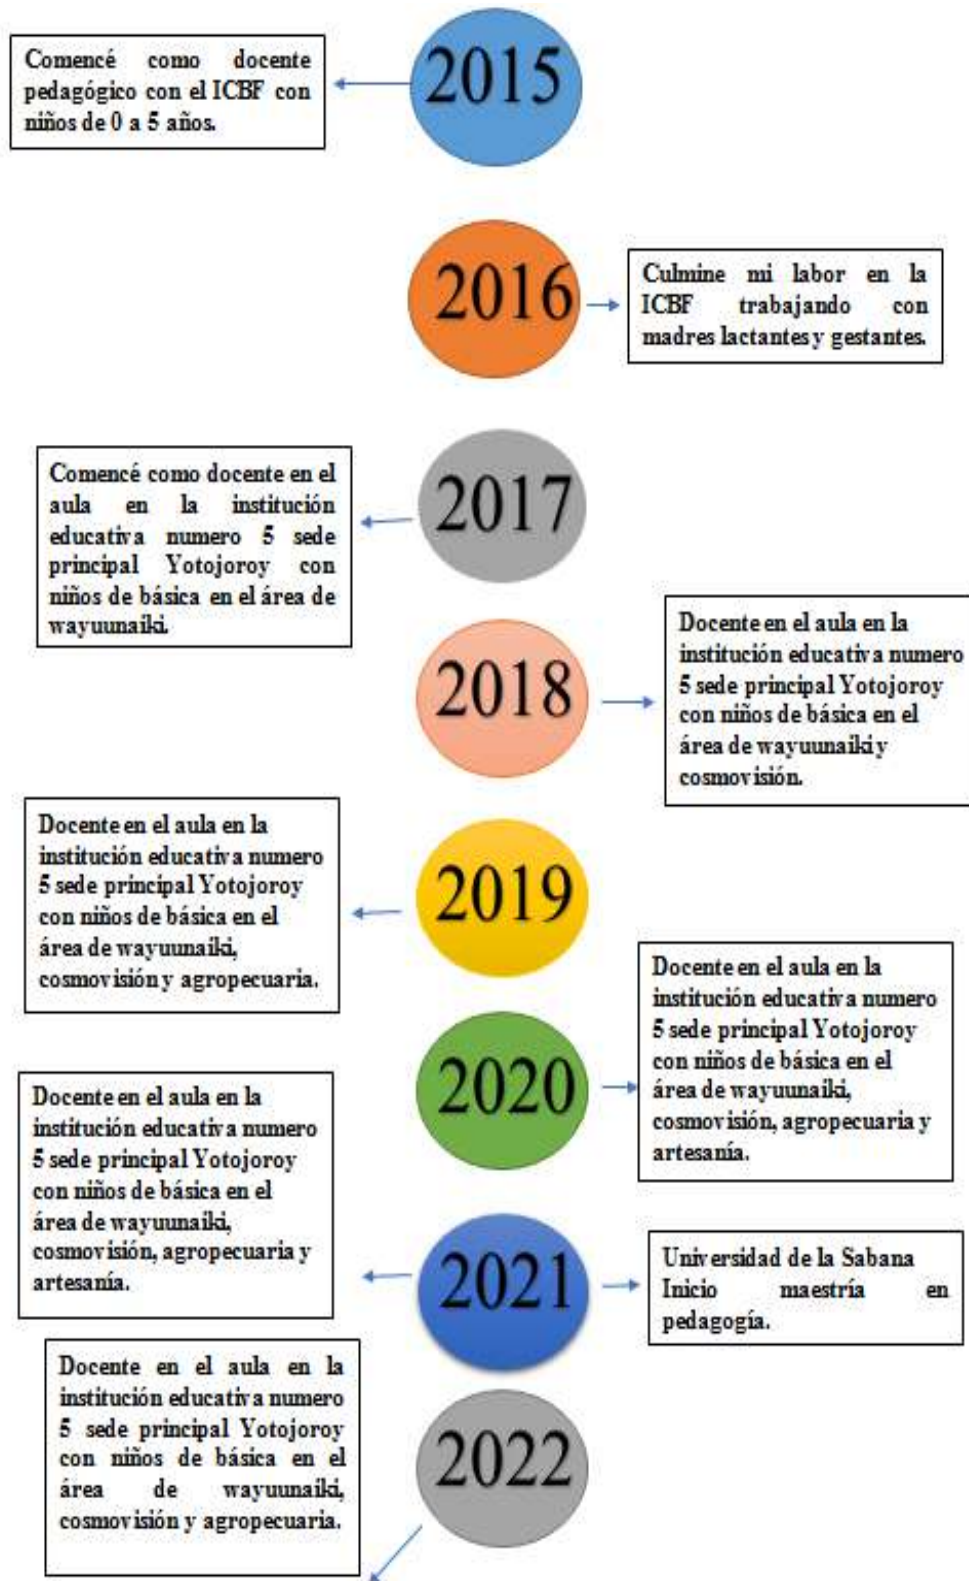 2015
Comencé como docente
pedagógico con el ICBF con
niños de 0 a 5 años.
2016
Culmine mi labor en la
ICBF trabajando con
madres lactantes y gestantes.
2017
Comencé como docente en el
aula en la institución
educativa numero 5 sede
principal Yotojoroy con
niños de básica en el área de
wayuunaiki.
2018
Docente en el aula en la
institución educativa numero
5 sede principal Yotojoroy
con niños de básica en el
área de wayuunaiki y
cosmovisión.
2019
Docente en el aula en la
institución educativa numero
5 sede principal Yotojoroy
con niños de básica en el
área de wayuunaiki,
cosmovisión y agropecuaria.
2020
Docente en el aula en la
institución educativa numero
5 sede principal Yotojoroy
con niños de básica en el
área de wayuunaiki,
cosmovisión, agropecuaria y
artesanía.
2021
Docente en el aula en la
institución educativa numero
5 sede principal Yotojoroy
con niños de básica en el
área de wayuunaiki,
cosmovisión, agropecuaria y
artesanía.
Universidad de la Sabana
Inicio maestría en
pedagogía.
2022
Docente en el aula en la
institución educativa numero
5 sede principal Yotojoroy
con niños de básica en el
área de wayuunaiki,
cosmovisión y agropecuaria.